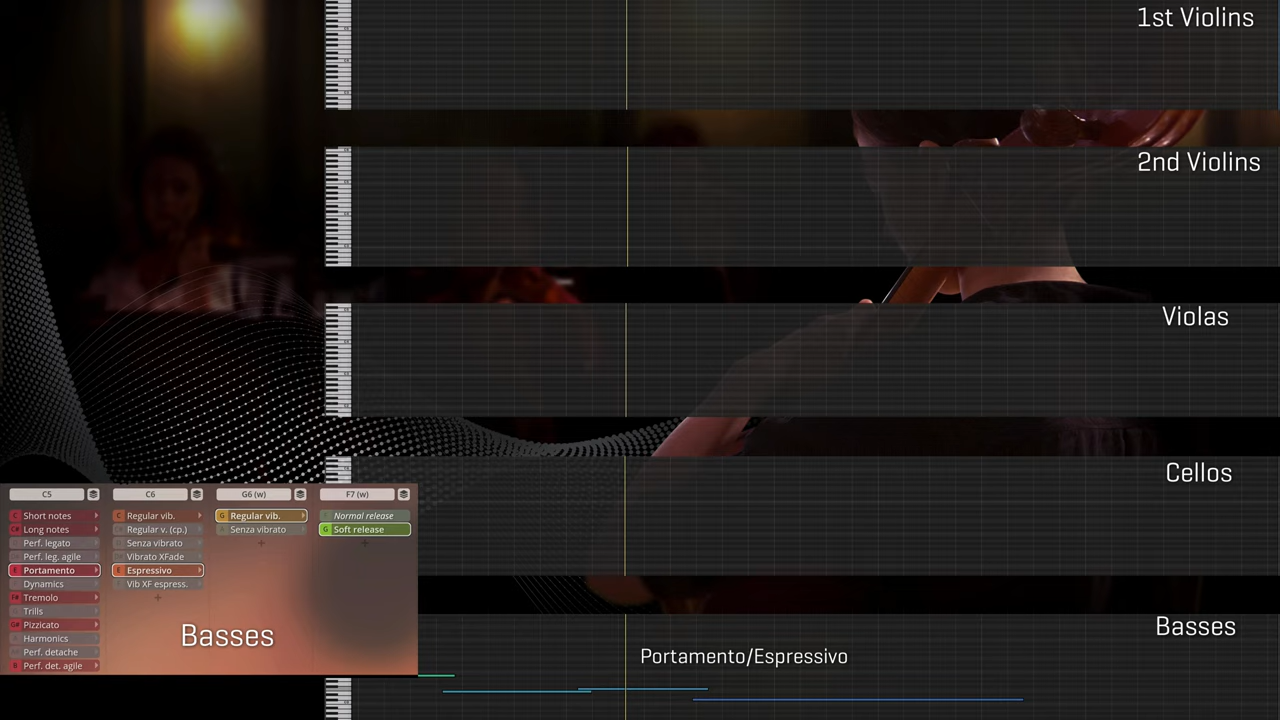 1st Violins
2nd Violins
Violas
Cellos
C5 C6 G6 (w) F7 (w)
C Short notes C Regular vib. G Regular vib. Normal release
C# Long notes Regular v. (cp.) Senza vibrato G Soft release
Perf. legato Senza vibrato +
Perf. leg. agile Vibrato XFade
E Portamento E Espressivo
Dynamics Vib XF espress.
F# Tremolo +
Trills
G# Pizzicato
Harmonics
Perf. detache
B Perf. det. agile
Basses
Basses
Portamento/Espressivo